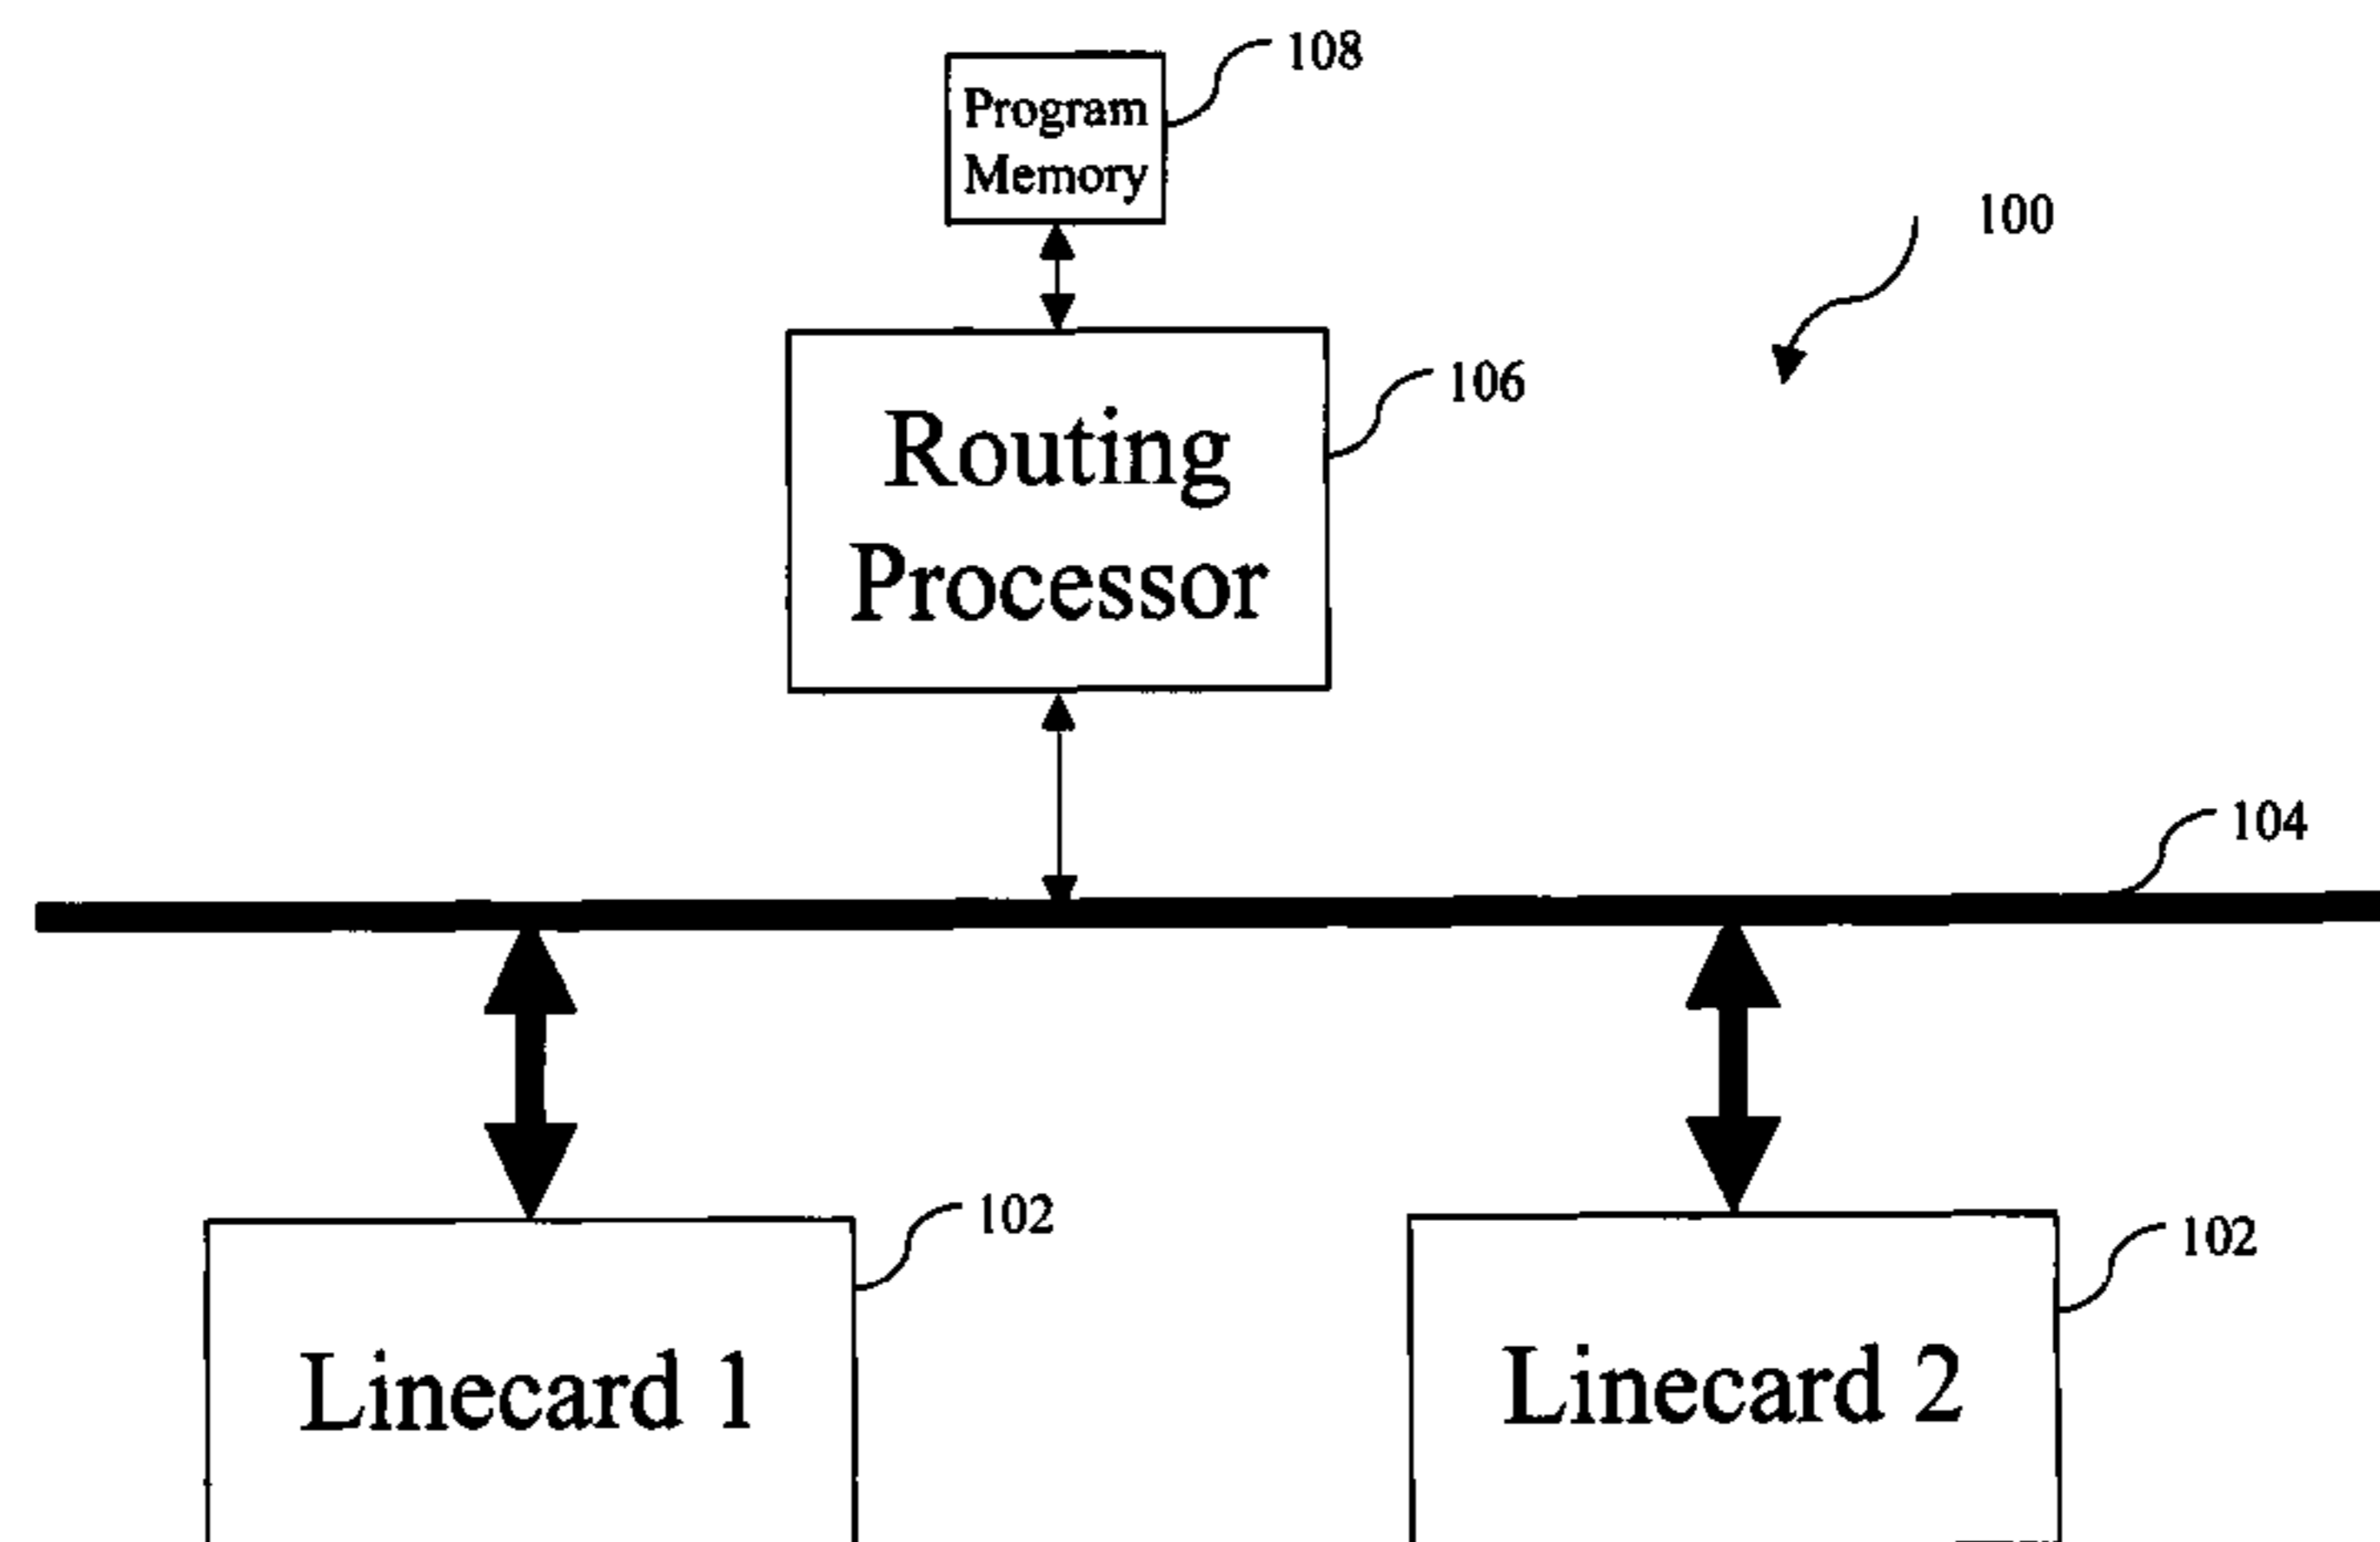 108
Program
Memory
100
106
Routing
Processor
104
102
102
Linecard 1
Linecard 2